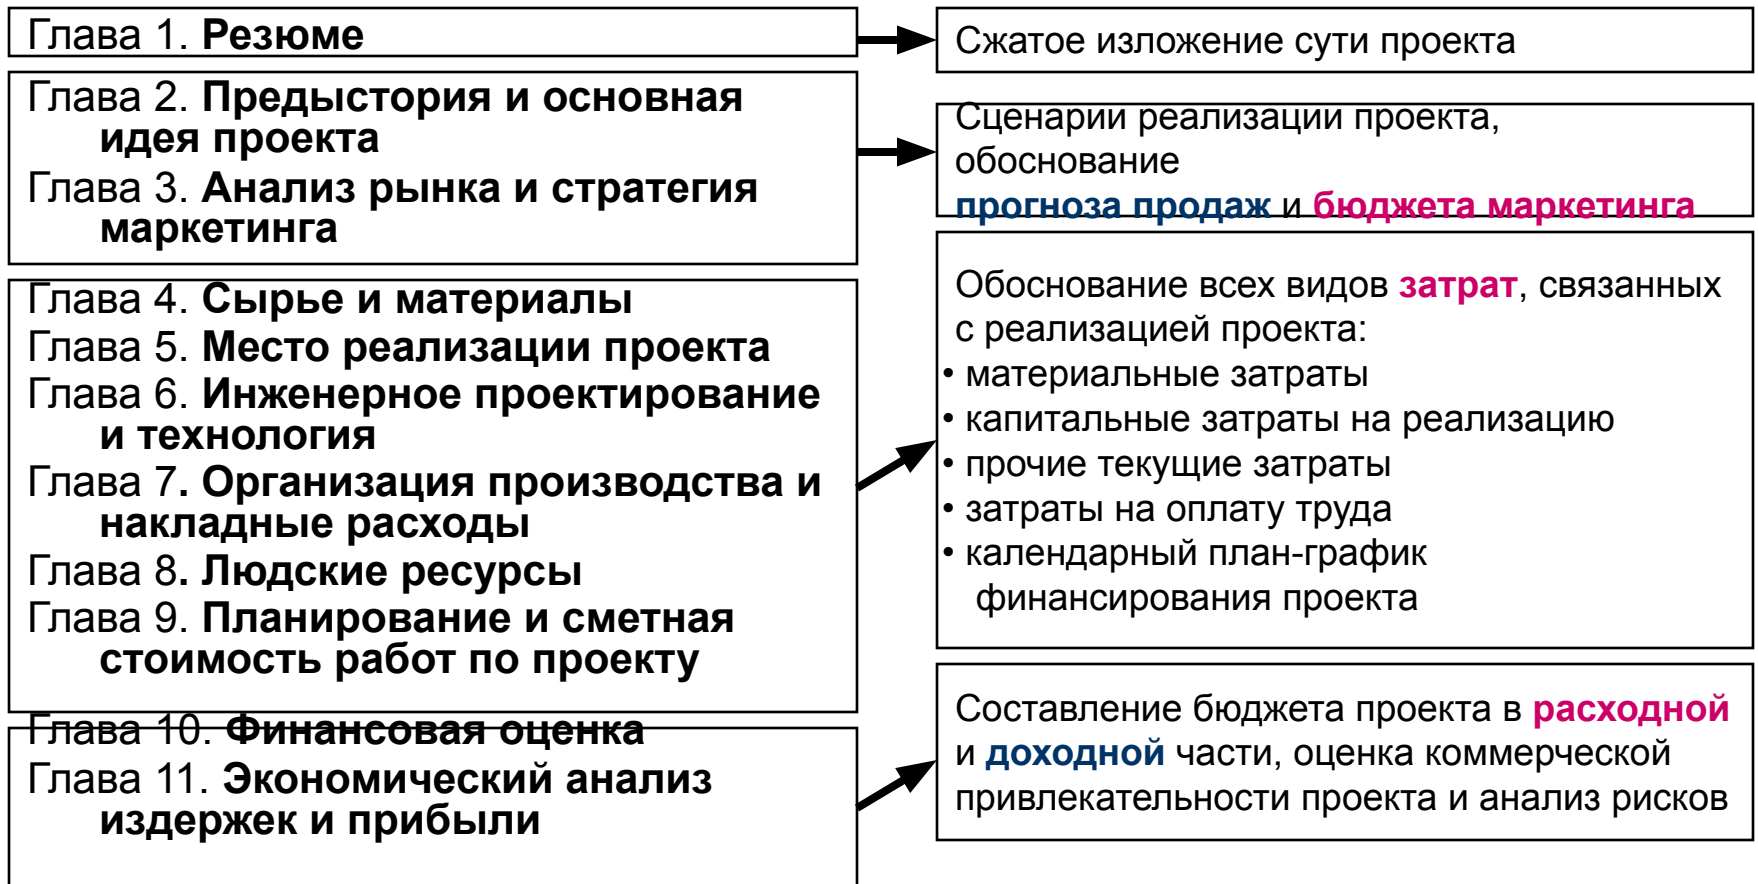 Глава 1. Резюме
Сжатое изложение сути проекта
Глава 2. Предыстория и основная
идея проекта
Глава 3. Анализ рынка и стратегия
маркетинга
Сценарии реализации проекта,
обоснование
прогноза продаж и бюджета маркетинга
Глава 4. Сырье и материалы
Глава 5. Место реализации проекта
Глава 6. Инженерное проектирование
и технология
Глава 7. Организация производства и
накладные расходы
Глава 8. Людские ресурсы
Глава 9. Планирование и сметная
стоимость работ по проекту
Обоснование всех видов затрат, связанных
с реализацией проекта:
• материальные затраты
• капитальные затраты на реализацию
• прочие текущие затраты
• затраты на оплату труда
• календарный план-график
финансирования проекта
Глава 10. Финансовая оценка
Глава 11. Экономический анализ
издержек и прибыли
Составление бюджета проекта в расходной
и доходной части, оценка коммерческой
привлекательности проекта и анализ рисков